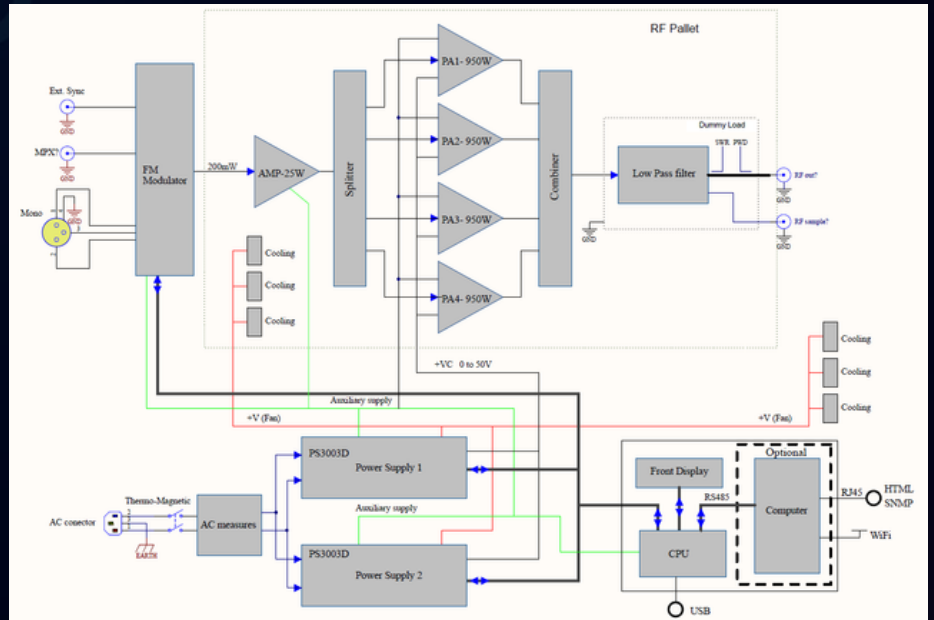 RF Pallet
Ext. Sync
GND
MPX?
GND
Mono
GND
1
3
2
FM
Modulator
200mW
AMP-25W
Splitter
PA1- 950W
PA2- 950W
PA3- 950W
PA4- 950W
Combiner
Dummy Load
SWR PWD
Low Pass filter
RF out?
GND
RF sample?
GND
GND
Cooling
Cooling
Cooling
+VC 0 to 50V
Auxiliary supply
+V (Fan)
+V (Fan)
Cooling
Cooling
Cooling
PS3003D
Power Supply 1
Auxiliary supply
PS3003D
Power Supply 2
AC conector
Thermo-Magnetic
EARTH
AC measures
Front Display
RS485
CPU
USB
Optional
Computer
RJ45
HTML
SNMP
WiFi